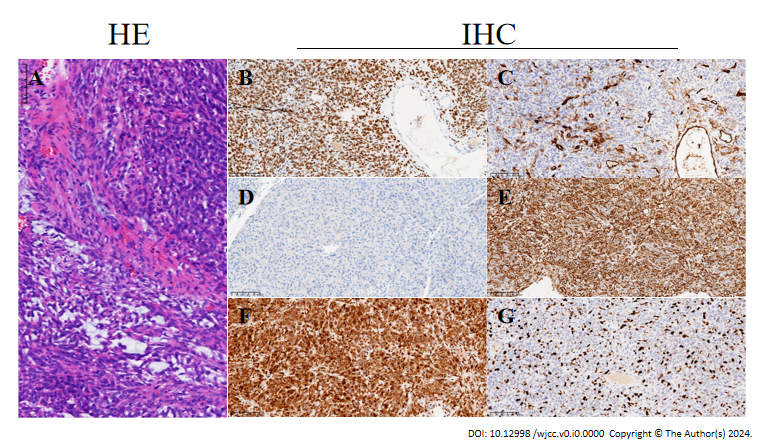 HE
IHC
A
B
C
D
E
F
G
DOI: 10.12998 /wjcc.v0.i0.0000 Copyright © The Author(s) 2024.